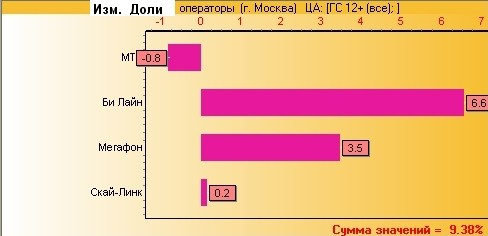 Изм. Доли операторы (г. Москва) ЦА: [ГС 12+ (все); ]
-1 0 1 2 3 4 5 6 7
МТ -0.8
Би Лайн 6.6
Мегафон 3.5
Скай-Линк 0.2
Сумма значений = 9.38%